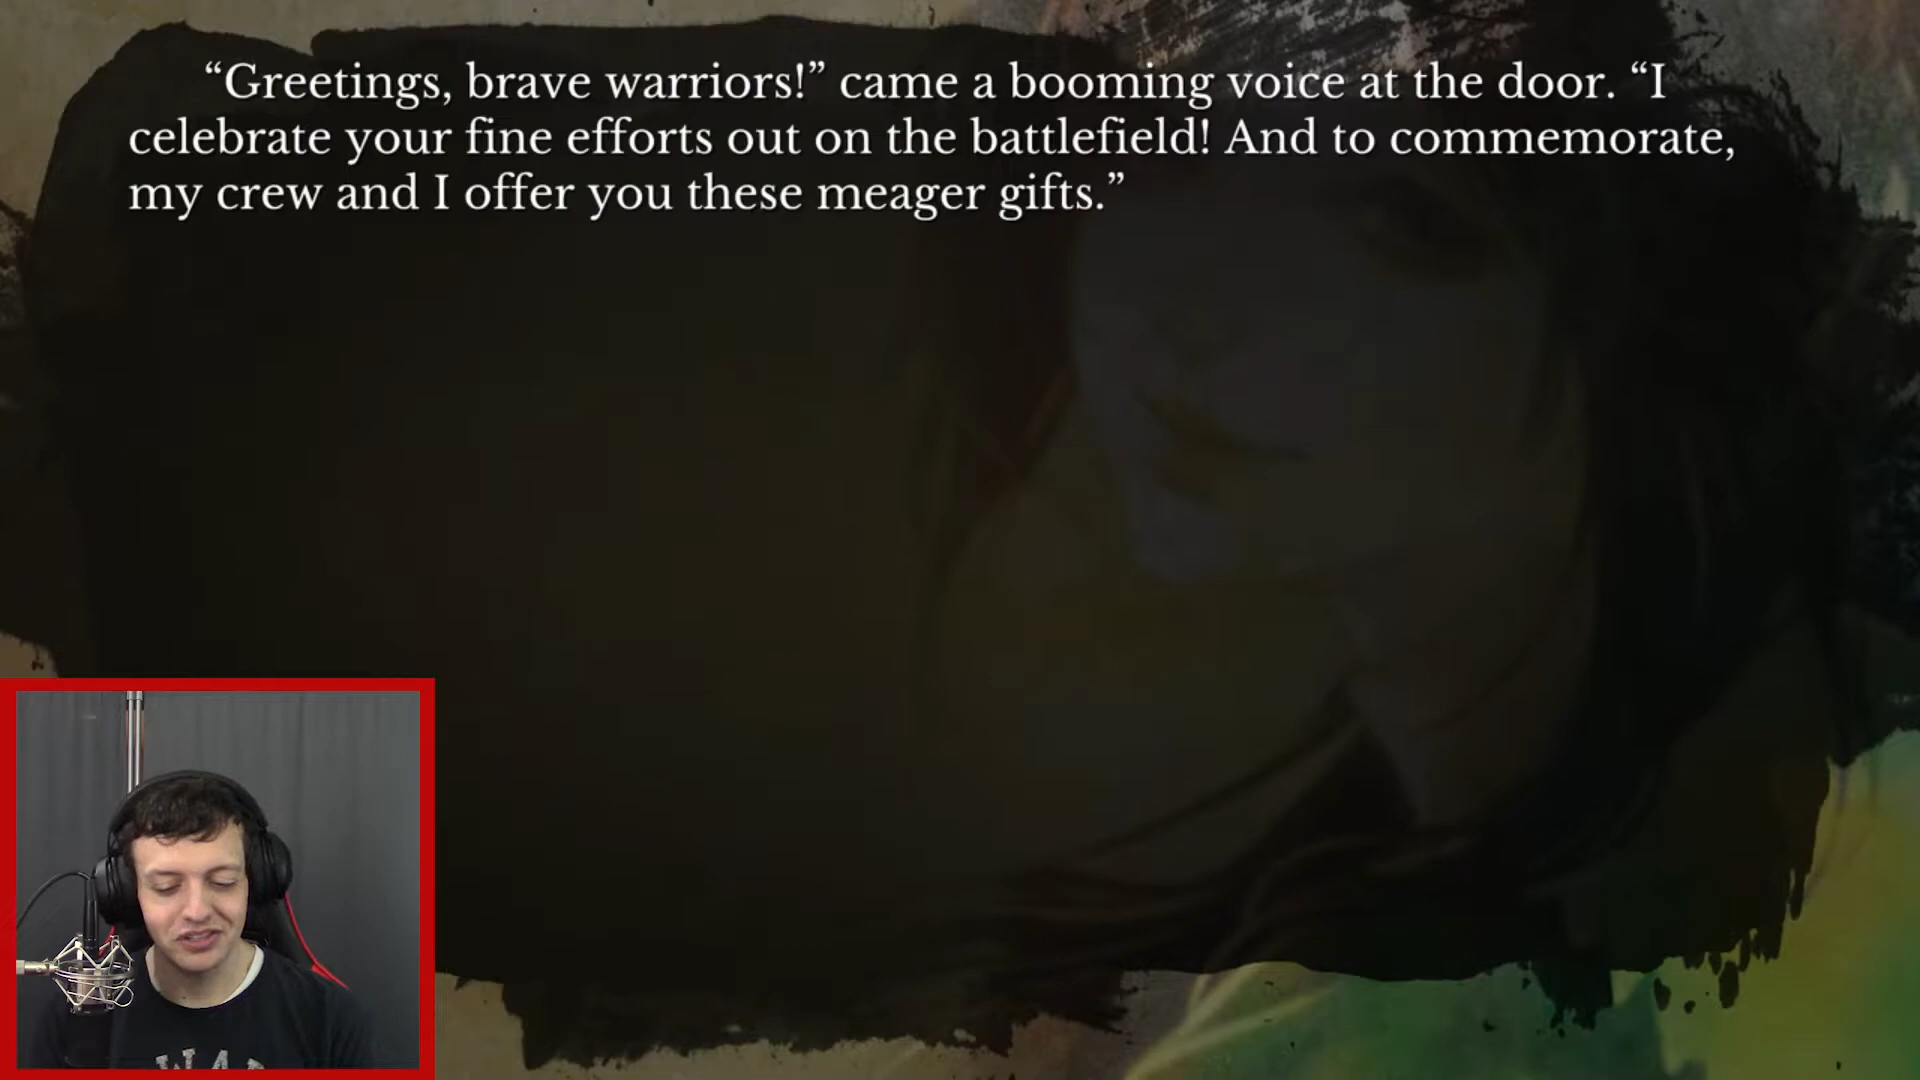 “Greetings, brave warriors!” came a booming voice at the door. “I
celebrate your fine efforts out on the battlefield! And to commemorate,
my crew and I offer you these meager gifts.”